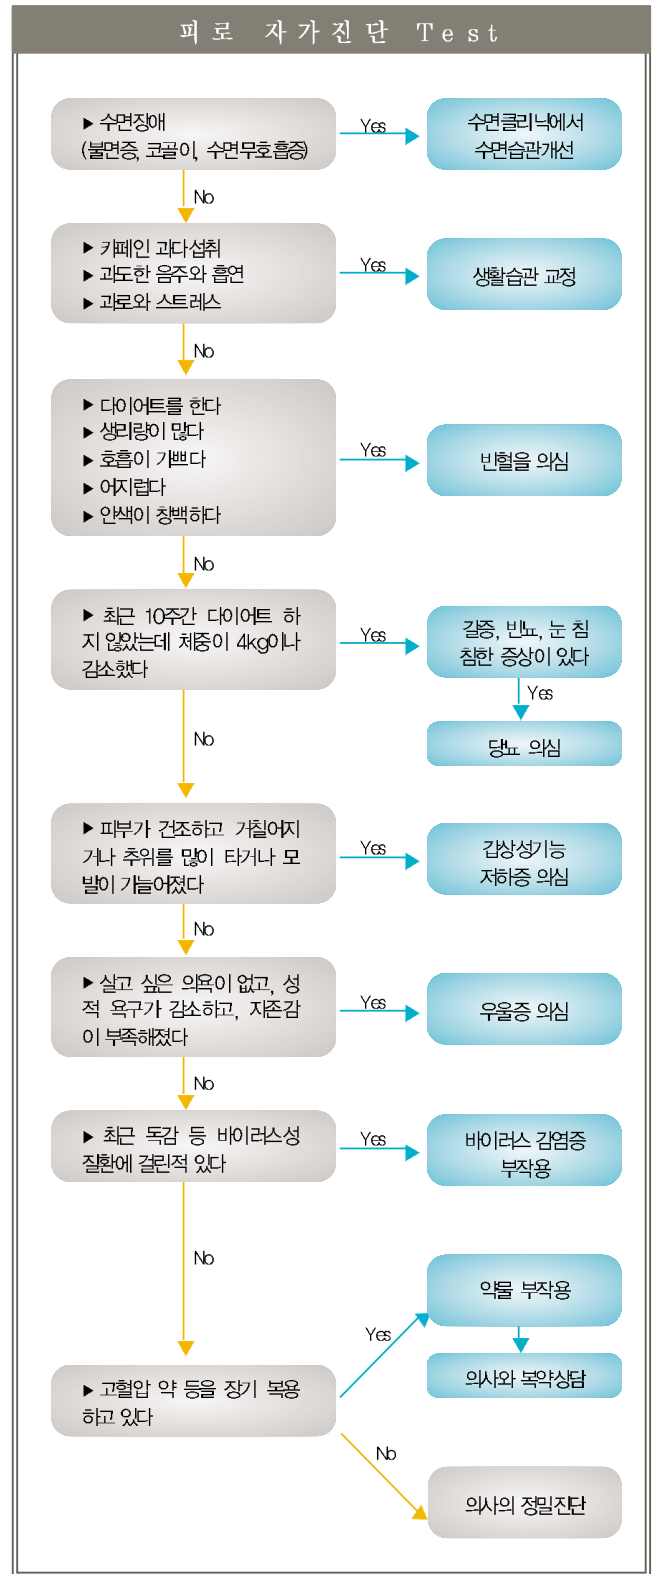 피로 자가진단 Test
▶ 수면장애
(불면증, 코골이, 수면무호흡증)
Yes
수면클리닉에서
수면습관개선
No
▶ 카페인 과다섭취
▶ 과도한 음주와 흡연
▶ 과로와 스트레스
Yes
생활습관 교정
No
▶ 다이어트를 한다
▶ 생리량이 많다
▶ 호흡이 가쁘다
▶ 어지럽다
▶ 안색이 창백하다
Yes
빈혈을 의심
No
▶ 최근 10주간 다이어트 하
지 않았는데 체중이 4kg이나
감소했다
Yes
갈증, 빈뇨, 눈 침
침한 증상이 있다
Yes
당뇨 의심
No
▶ 피부가 건조하고 거칠어지
거나 추위를 많이 타거나 모
발이 가늘어졌다
Yes
갑상성기능
저하증 의심
No
▶ 살고 싶은 의욕이 없고, 성
적 욕구가 감소하고, 자존감
이 부족해졌다
Yes
우울증 의심
No
▶ 최근 독감 등 바이러스성
질환에 걸린적 있다
Yes
바이러스 감염증
부작용
No
▶ 고혈압 약 등을 장기 복용
하고 있다
Yes
약물 부작용
의사와 복약상담
No
의사의 정밀진단